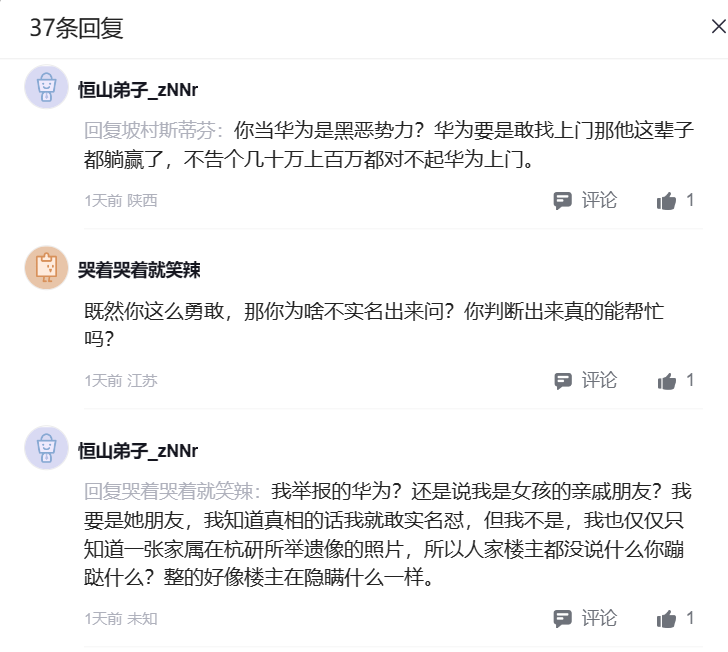 37条回复
恒山弟子_zNNr
回复坡村斯蒂芬：你当华为是黑恶势力？华为要是敢找上门那他这辈子
都躺赢了，不告个几十万上百万都对不起华为上门。
1天前 陕西
评论
1
哭着哭着就笑辣
既然你这么勇敢，那你为啥不实名出来问？你判断出来真的能帮忙
吗？
1天前 江苏
评论
1
恒山弟子_zNNr
回复哭着哭着就笑辣：我举报的华为？还是说我是女孩的亲戚朋友？我
要是她朋友，我知道真相的话我就敢实名怼，但我不是，我也仅仅只
知道一张家属在杭研所举遗像的照片，所以人家楼主都没说什么你蹦
跶什么？整的好像楼主在隐瞒什么一样。
1天前 未知
评论
1